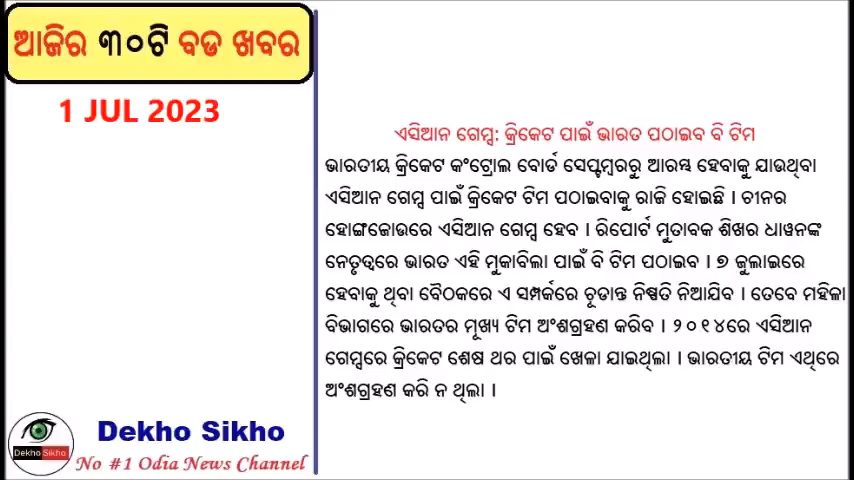 ଆଜିର ୩୦ଟି ବଡ ଖବର
1 JUL 2023
ଏସିଆନ ଗେମ୍ସ: କ୍ରିକେଟ ପାଇଁ ଭାରତ ପଠାଇବ ବି ଟିମ
ଭାରତୀୟ କ୍ରିକେଟ କଂଟ୍ରୋଲ ବୋର୍ଡ ସେପ୍ଟମ୍ବରରୁ ଆରମ୍ଭ ହେବାକୁ ଯାଉଥିବା
ଏସିଆନ ଗେମ୍ସ ପାଇଁ କ୍ରିକେଟ ଟିମ ପଠାଇବାକୁ ରାଜି ହୋଇଛି । ଚୀନର
ହୋଙ୍ଗଜୋଉରେ ଏସିଆନ ଗେମ୍ସ ହେବ । ରିପୋର୍ଟ ମୁତାବକ ଶିଖର ଧାୱନଙ୍କ
ନେତୃତ୍ୱରେ ଭାରତ ଏହି ମୁକାବିଲା ପାଇଁ ବି ଟିମ ପଠାଇବ । ୭ ଜୁଲାଇରେ
ହେବାକୁ ଥିବା ବୈଠକରେ ଏ ସମ୍ପର୍କରେ ଚୂଡାନ୍ତ ନିଷ୍ପତି ନିଆଯିବ । ତେବେ ମହିଳା
ବିଭାଗରେ ଭାରତର ମୂଖ୍ୟ ଟିମ ଅଂଶଗ୍ରହଣ କରିବ । ୨୦୧୪ରେ ଏସିଆନ
ଗେମ୍ସରେ କ୍ରିକେଟ ଶେଷ ଥର ପାଇଁ ଖେଳା ଯାଇଥିଲା । ଭାରତୀୟ ଟିମ ଏଥିରେ
ଅଂଶଗ୍ରହଣ କରି ନ ଥିଲା ।
Dekho Sikho
Dekho Sikho
No #1 Odia News Channel